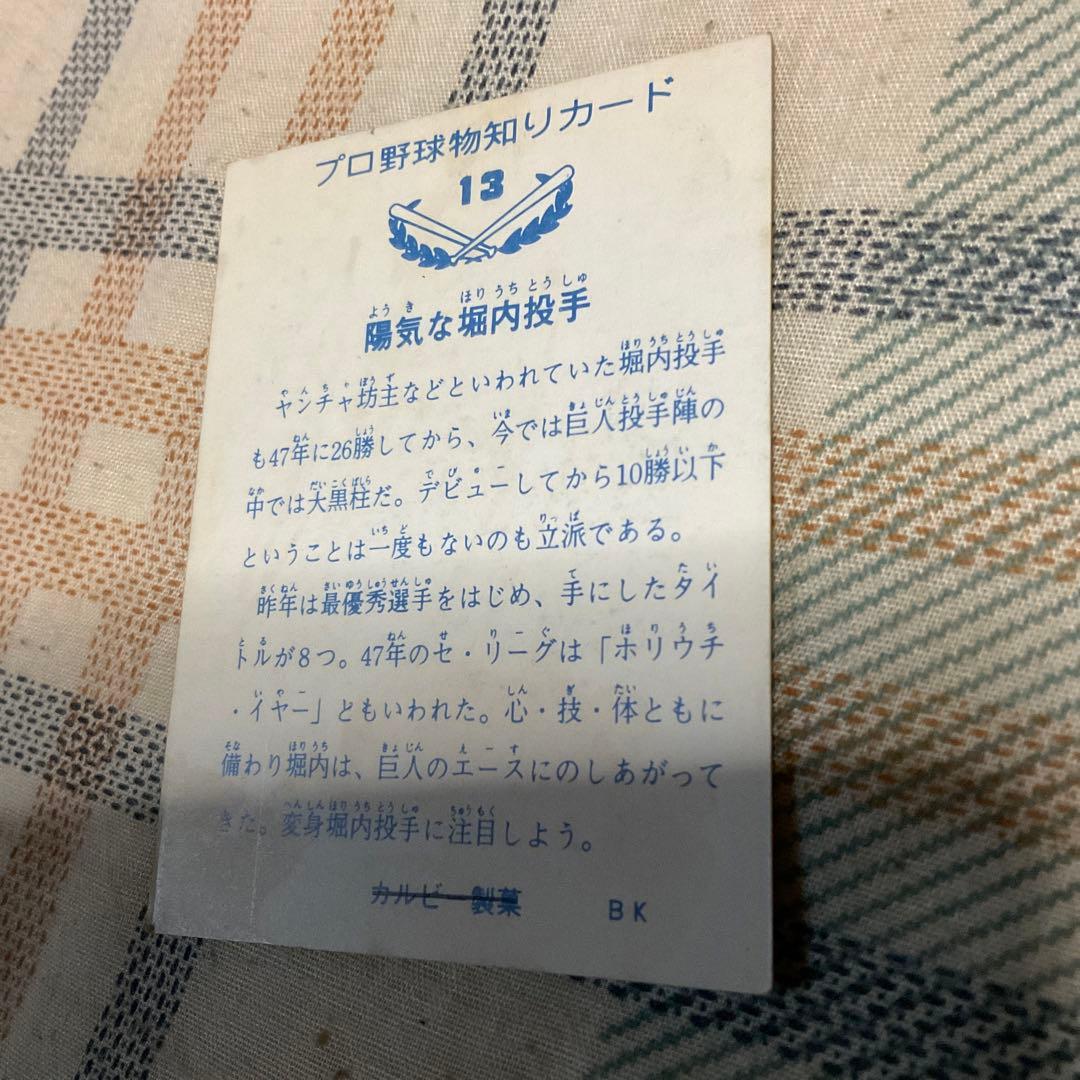 プロ野球物知りカード
13
陽気な堀内投手
ヤンチャ坊主などといわれていた堀内投手
も47年に26勝してから、今では巨人投手陣の
中では大黒柱だ。デビューしてから10勝以下
ということは一度もないのも立派である。
昨年は最優秀選手をはじめ、手にしたタイ
トルが8つ。47年のセ・リーグは「ホリウチ
・イヤー」ともいわれた。心・技・体ともに
備わり堀内は、巨人のエースにのしあがって
きた。変身堀内投手に注目しよう。
カルビー製菓 BK